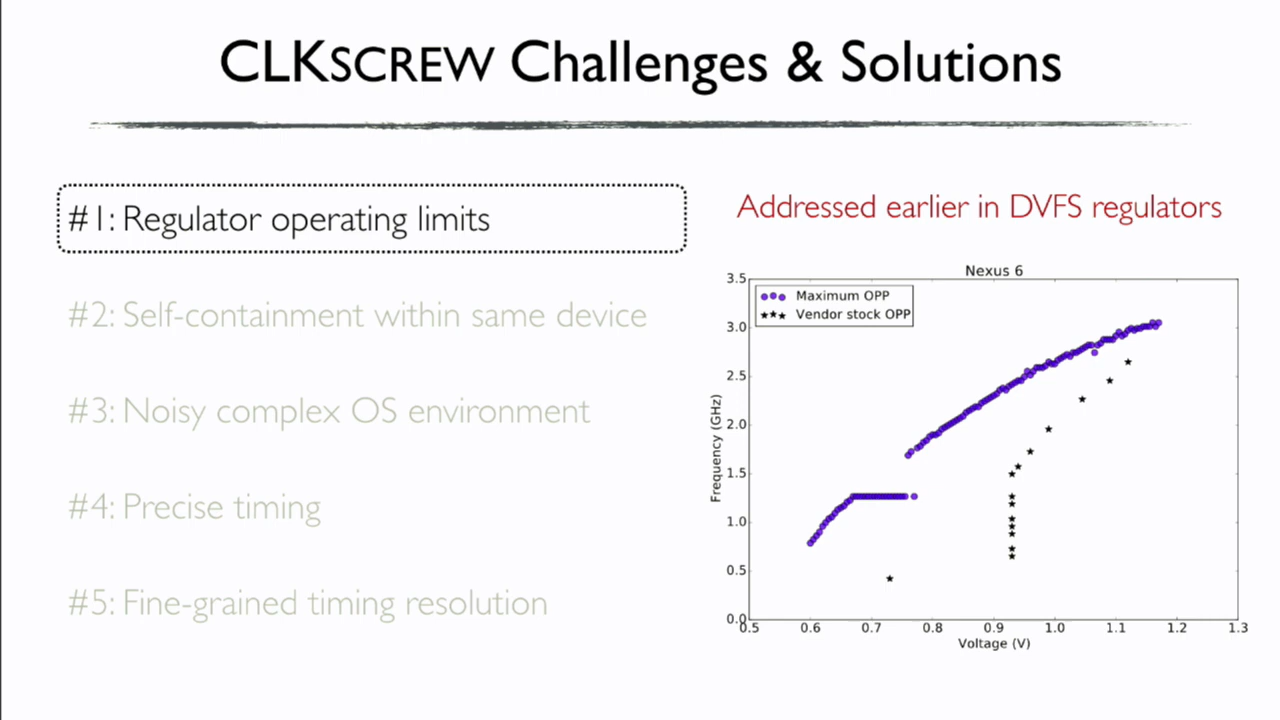 CLKSCREW Challenges & Solutions
#1: Regulator operating limits
Addressed earlier in DVFS regulators
#2: Self-containment within same device
#3: Noisy complex OS environment
#4: Precise timing
#5: Fine-grained timing resolution
Nexus 6
Maximum OPP
Vendor stock OPP
Frequency (GHz)
3.5
3.0
2.5
2.0
1.5
1.0
0.5
0.0
0.5 0.6 0.7 0.8 0.9 1.0 1.1 1.2 1.3
Voltage (V)